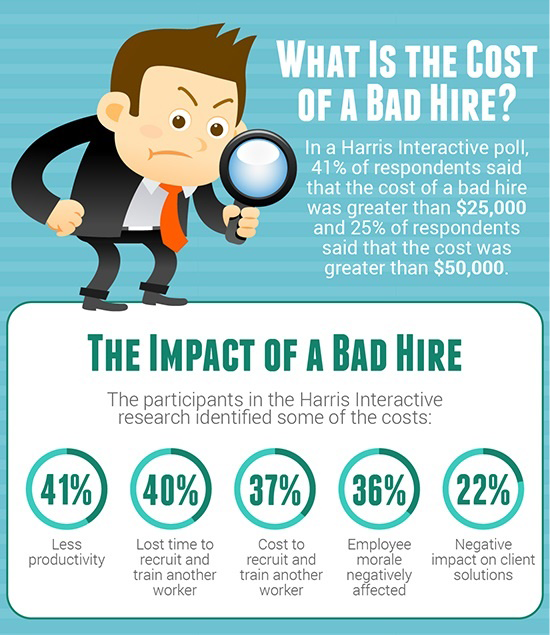 What Is the Cost
of a Bad Hire?
In a Harris Interactive poll,
41% of respondents said
that the cost of a bad hire
was greater than $25,000
and 25% of respondents
said that the cost was
greater than $50,000.
The Impact of a Bad Hire
The participants in the Harris Interactive
research identified some of the costs:
41%
Less
productivity
40%
Lost time to
recruit and
train another
worker
37%
Cost to
recruit and
train another
worker
36%
Employee
morale
negatively
affected
22%
Negative
impact on client
solutions